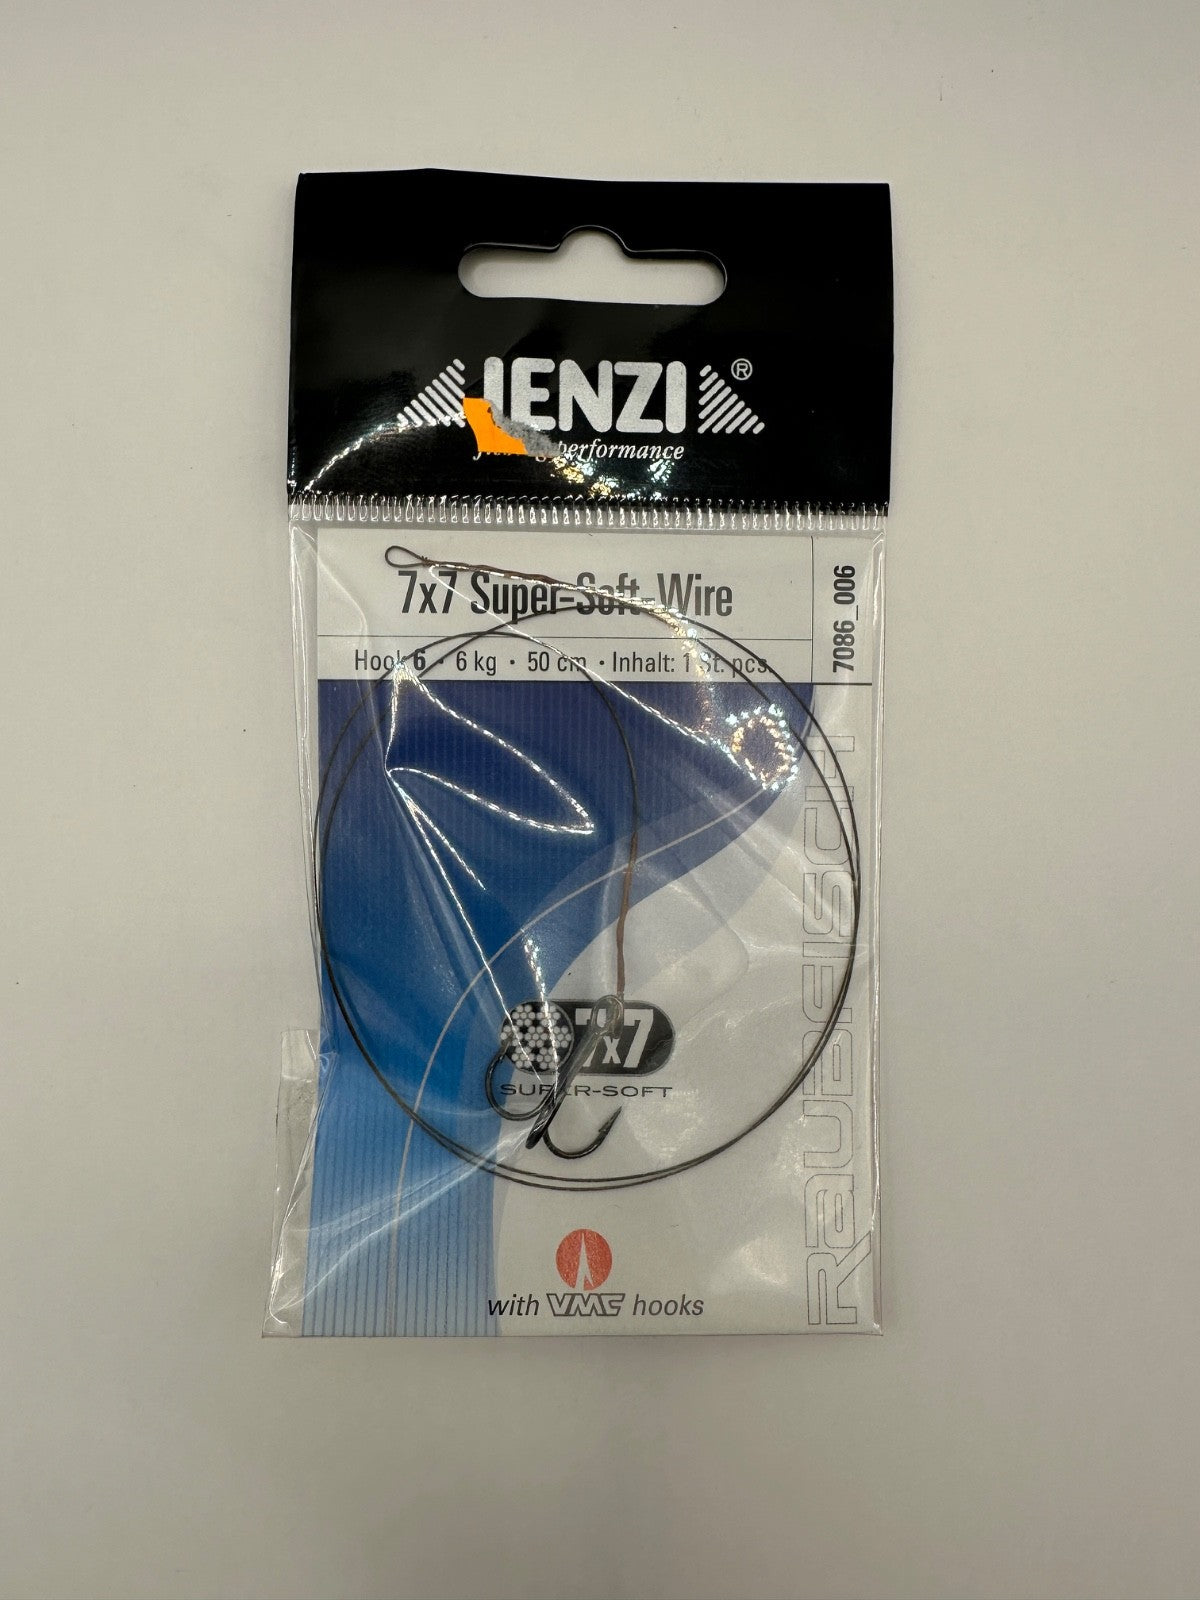 JENZI ®
performance
7x7 Super-Soft-Wire
7086_006
Hook 6 · 6 kg · 50 cm · Inhalt: 1 St. pcs.
RAUBFISCH
7x7
SUPER-SOFT
with VMC hooks